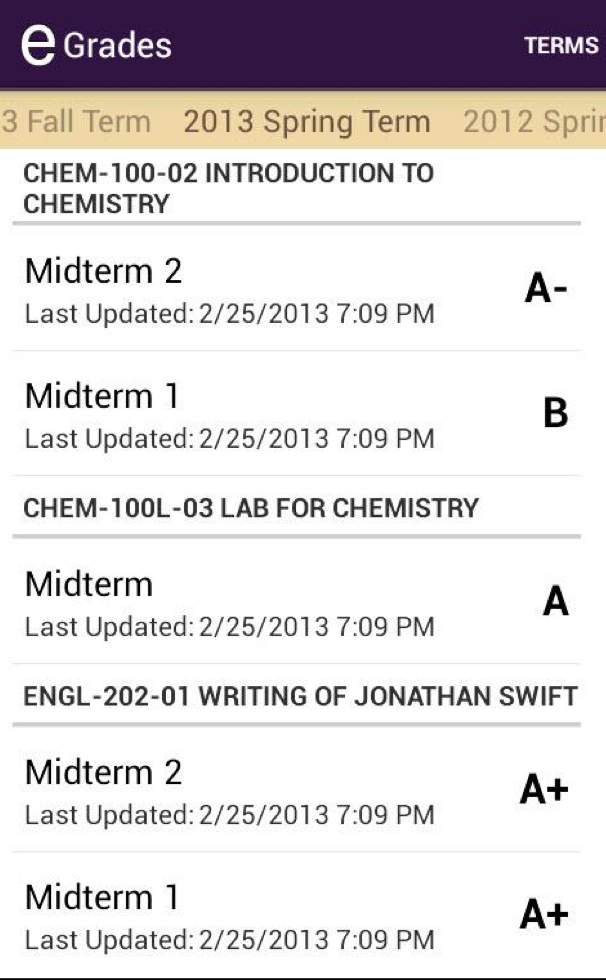 e Grades
TERMS
3 Fall Term 2013 Spring Term 2012 Sprin
CHEM-100-02 INTRODUCTION TO
CHEMISTRY
Midterm 2
A-
Last Updated: 2/25/2013 7:09 PM
Midterm 1
B
Last Updated: 2/25/2013 7:09 PM
CHEM-100L-03 LAB FOR CHEMISTRY
Midterm
A
Last Updated: 2/25/2013 7:09 PM
ENGL-202-01 WRITING OF JONATHAN SWIFT
Midterm 2
A+
Last Updated: 2/25/2013 7:09 PM
Midterm 1
A+
Last Updated: 2/25/2013 7:09 PM